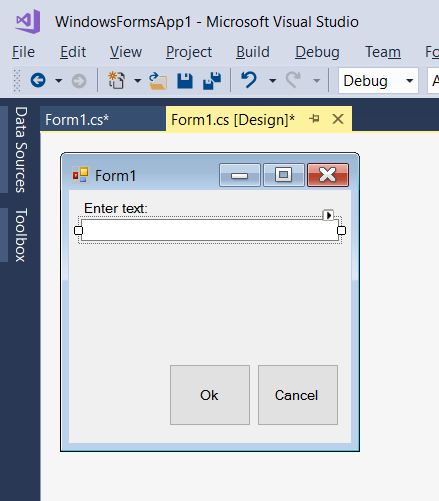 WindowsFormsApp1 - Microsoft Visual Studio
File Edit View Project Build Debug Team Fo
Debug A
Form1.cs* Form1.cs [Design]*
Data Sources
Toolbox
Form1
Enter text:
Ok Cancel